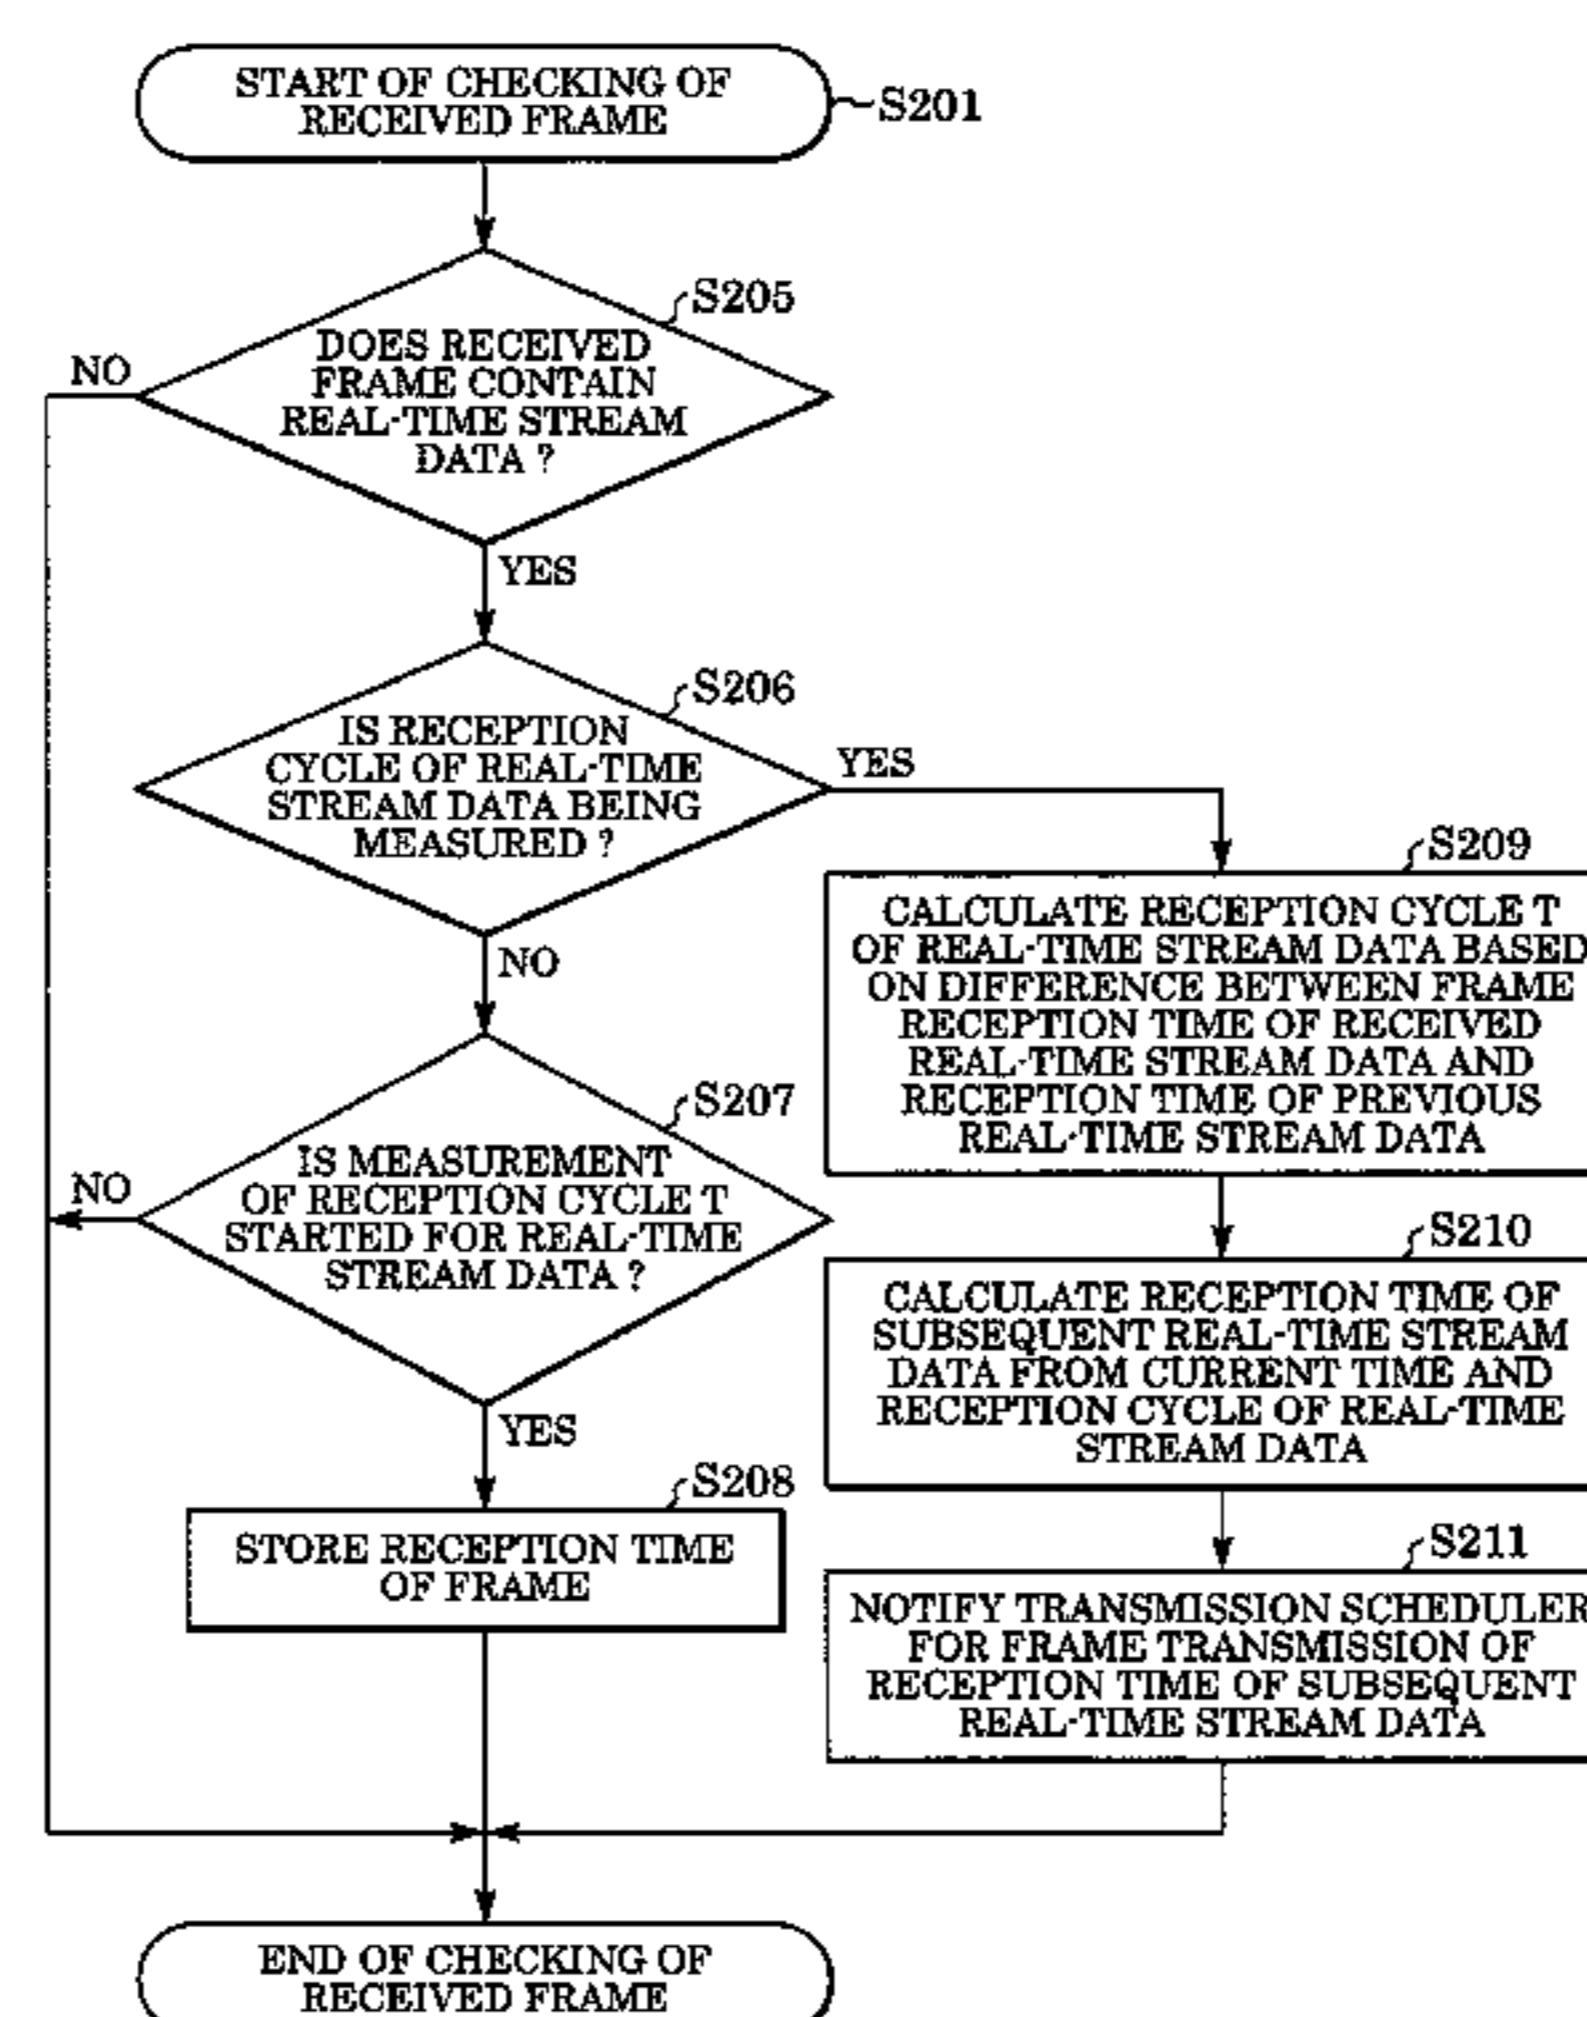 START OF CHECKING OF
RECEIVED FRAME
S201
S205
DOES RECEIVED
FRAME CONTAIN
REAL-TIME STREAM
DATA ?
NO
YES
S206
IS RECEPTION
CYCLE OF REAL-TIME
STREAM DATA BEING
MEASURED ?
YES
NO
S209
CALCULATE RECEPTION CYCLE T
OF REAL-TIME STREAM DATA BASED
ON DIFFERENCE BETWEEN FRAME
RECEPTION TIME OF RECEIVED
REAL-TIME STREAM DATA AND
RECEPTION TIME OF PREVIOUS
REAL-TIME STREAM DATA
S207
IS MEASUREMENT
OF RECEPTION CYCLE T
STARTED FOR REAL-TIME
STREAM DATA ?
NO
YES
S210
CALCULATE RECEPTION TIME OF
SUBSEQUENT REAL-TIME STREAM
DATA FROM CURRENT TIME AND
RECEPTION CYCLE OF REAL-TIME
STREAM DATA
S208
STORE RECEPTION TIME
OF FRAME
S211
NOTIFY TRANSMISSION SCHEDULER
FOR FRAME TRANSMISSION OF
RECEPTION TIME OF SUBSEQUENT
REAL-TIME STREAM DATA
END OF CHECKING OF
RECEIVED FRAME